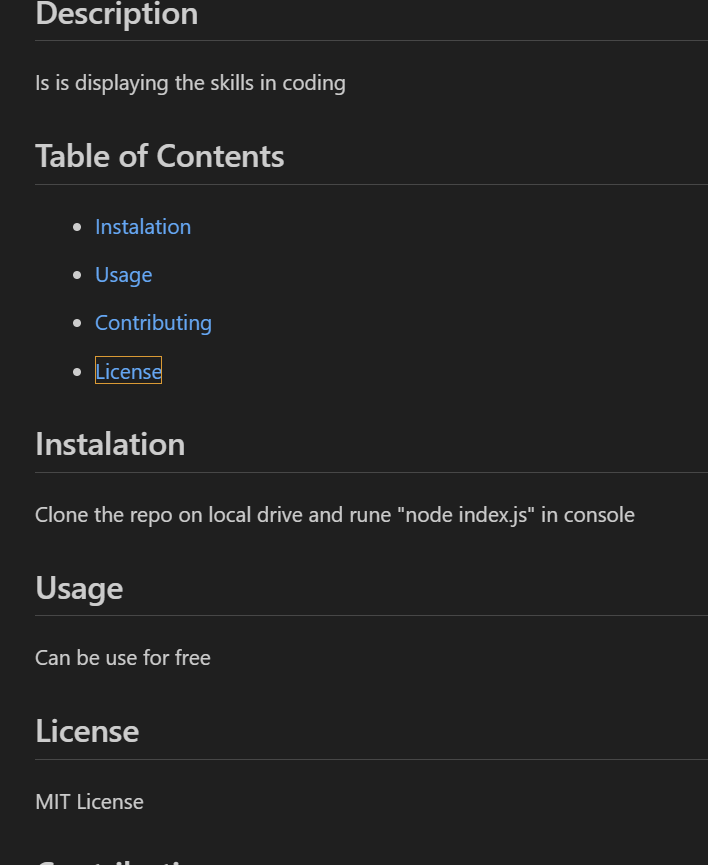 Description
Is is displaying the skills in coding
Table of Contents
Instalation
Usage
Contributing
License
Instalation
Clone the repo on local drive and rune "node index.js" in console
Usage
Can be use for free
License
MIT License